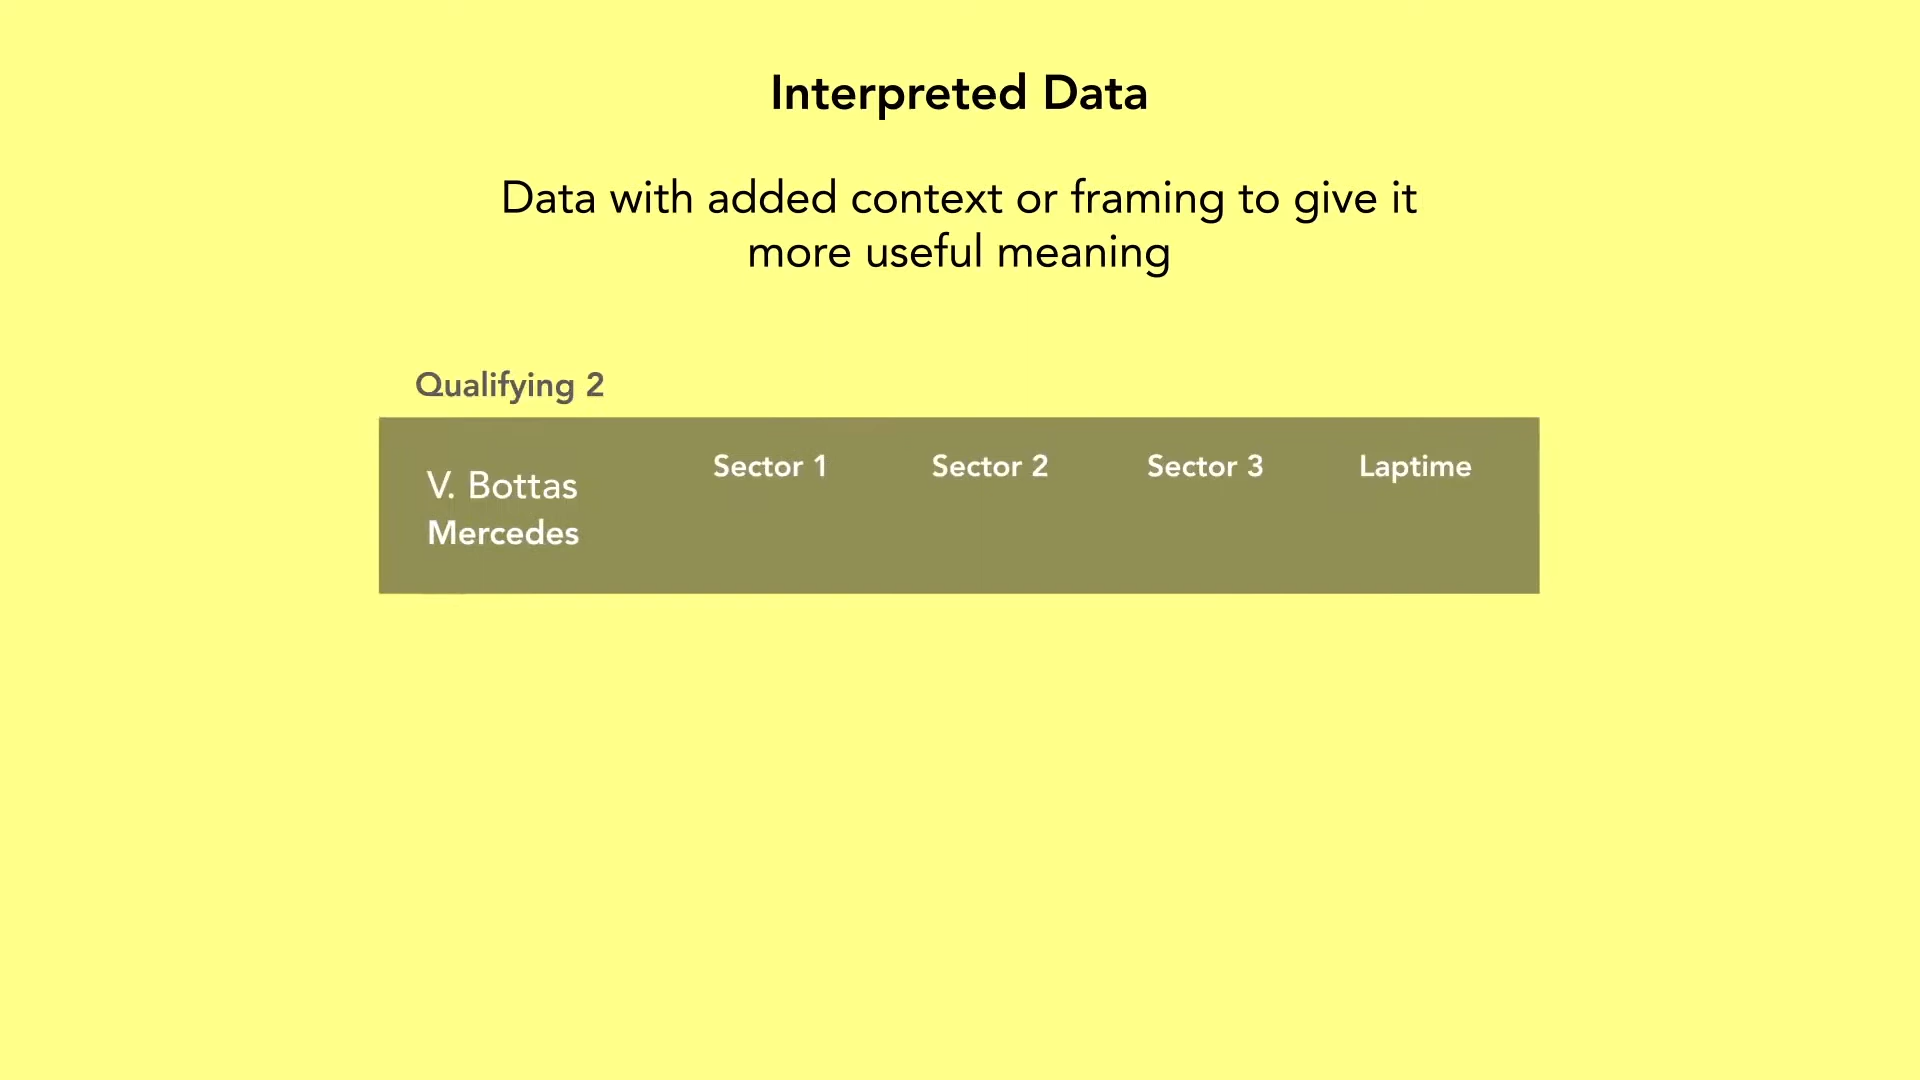 Interpreted Data
Data with added context or framing to give it
more useful meaning
Qualifying 2
V. Bottas
Mercedes
Sector 1
Sector 2
Sector 3
Laptime